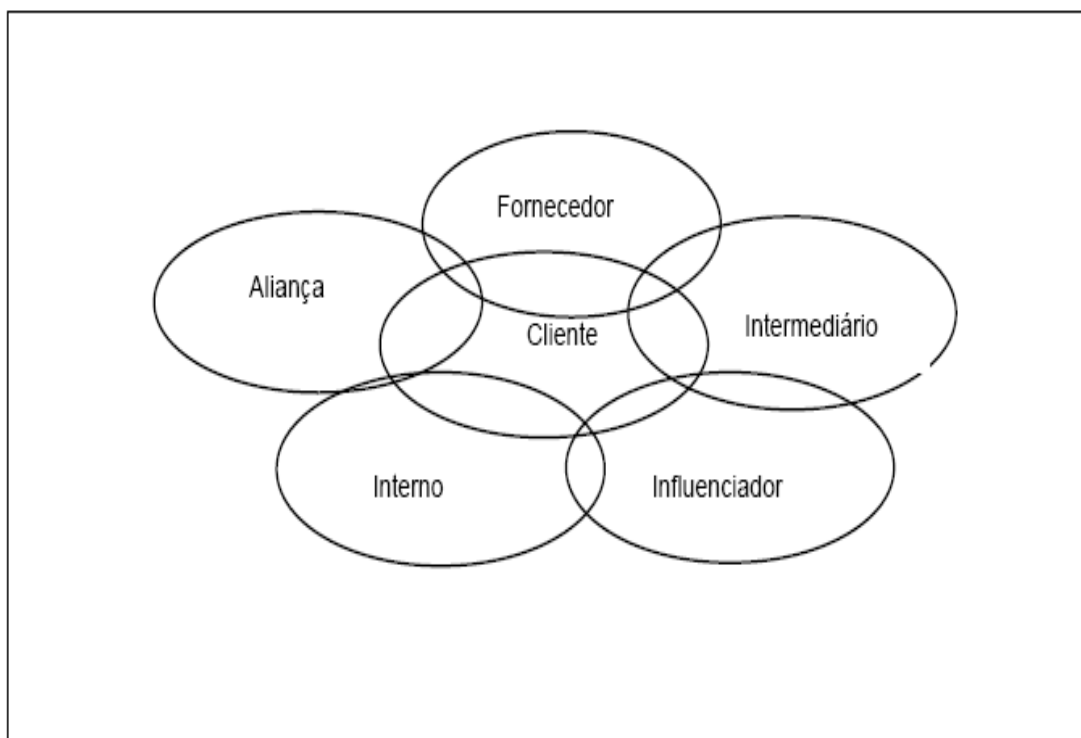 Fornecedor
Aliança
Cliente
Intermediário
Interno
Influenciador